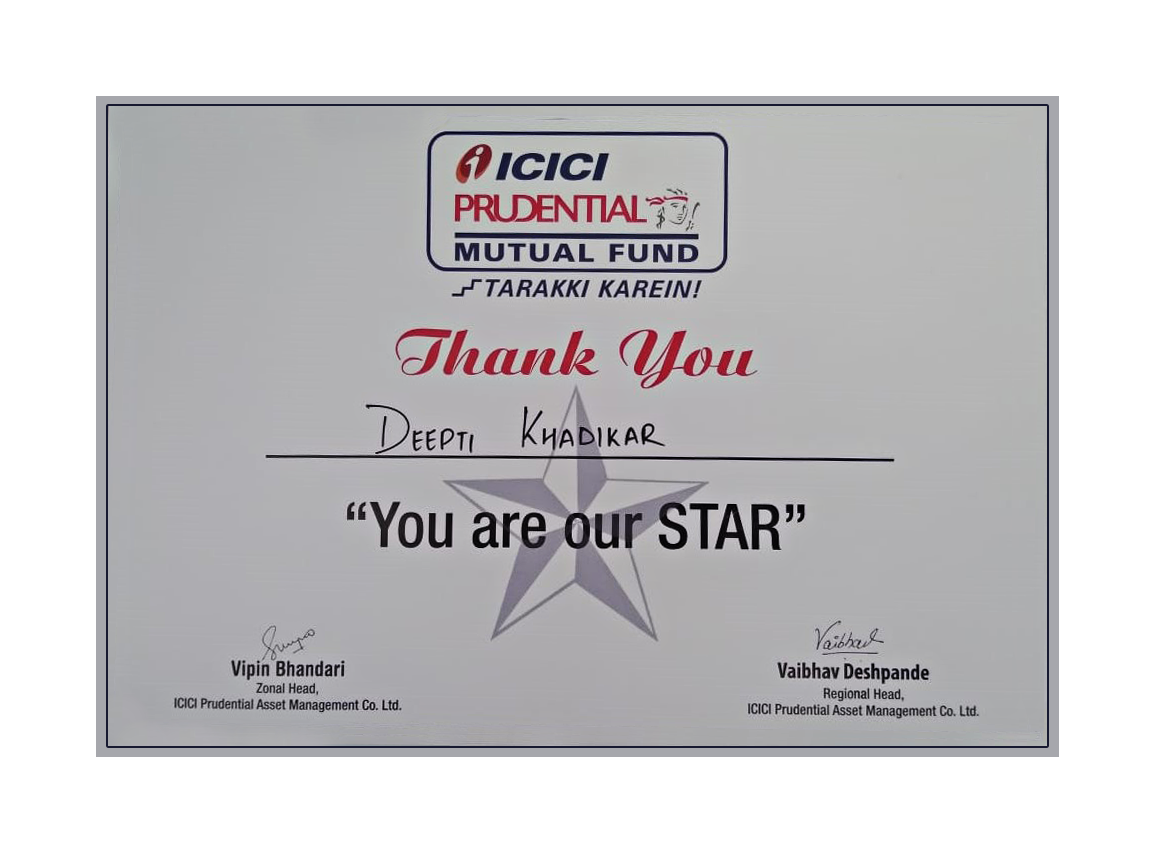 ICICI
PRUDENTIAL
MUTUAL FUND
TARAKKI KAREIN!
Thank You
DEEPTI KHADIKAR
“You are our STAR”
Vaibhav
Vipin Bhandari
Zonal Head,
ICICI Prudential Asset Management Co. Ltd.
Vaibhav Deshpande
Regional Head,
ICICI Prudential Asset Management Co. Ltd.